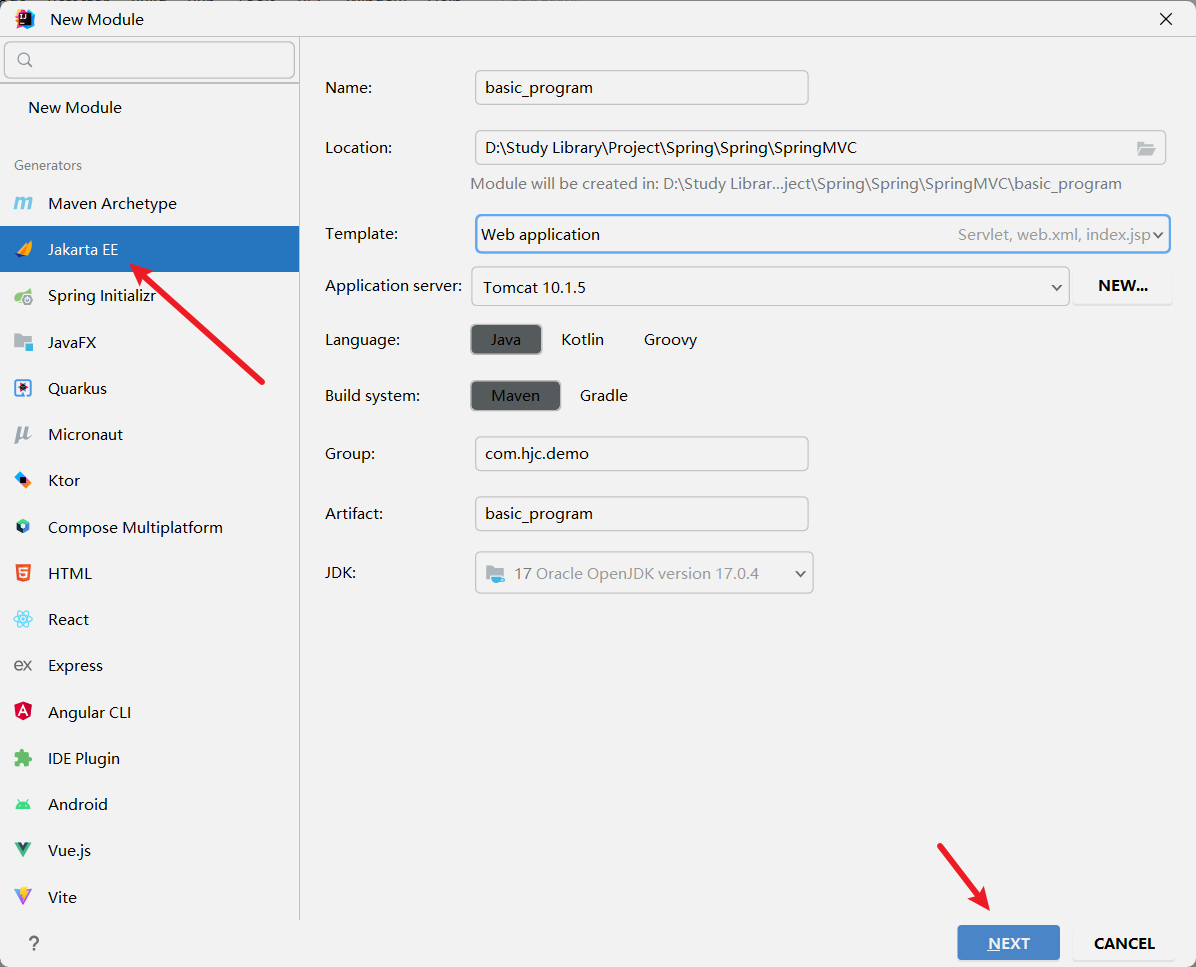 New Module
New Module
Generators
m Maven Archetype
Jakarta EE
Spring Initializr
JavaFX
Quarkus
μ Micronaut
Ktor
Compose Multiplatform
HTML
React
ex Express
Angular CLI
IDE Plugin
Android
Vue.js
Vite
?
Name: basic_program
Location: D:\Study Library\Project\Spring\Spring\SpringMVC
Module will be created in: D:\Study Librar...ject\Spring\Spring\SpringMVC\basic_program
Template: Web application Servlet, web.xml, index.jsp
Application server: Tomcat 10.1.5 NEW...
Language: Java Kotlin Groovy
Build system: Maven Gradle
Group: com.hjc.demo
Artifact: basic_program
JDK: 17 Oracle OpenJDK version 17.0.4
NEXT CANCEL